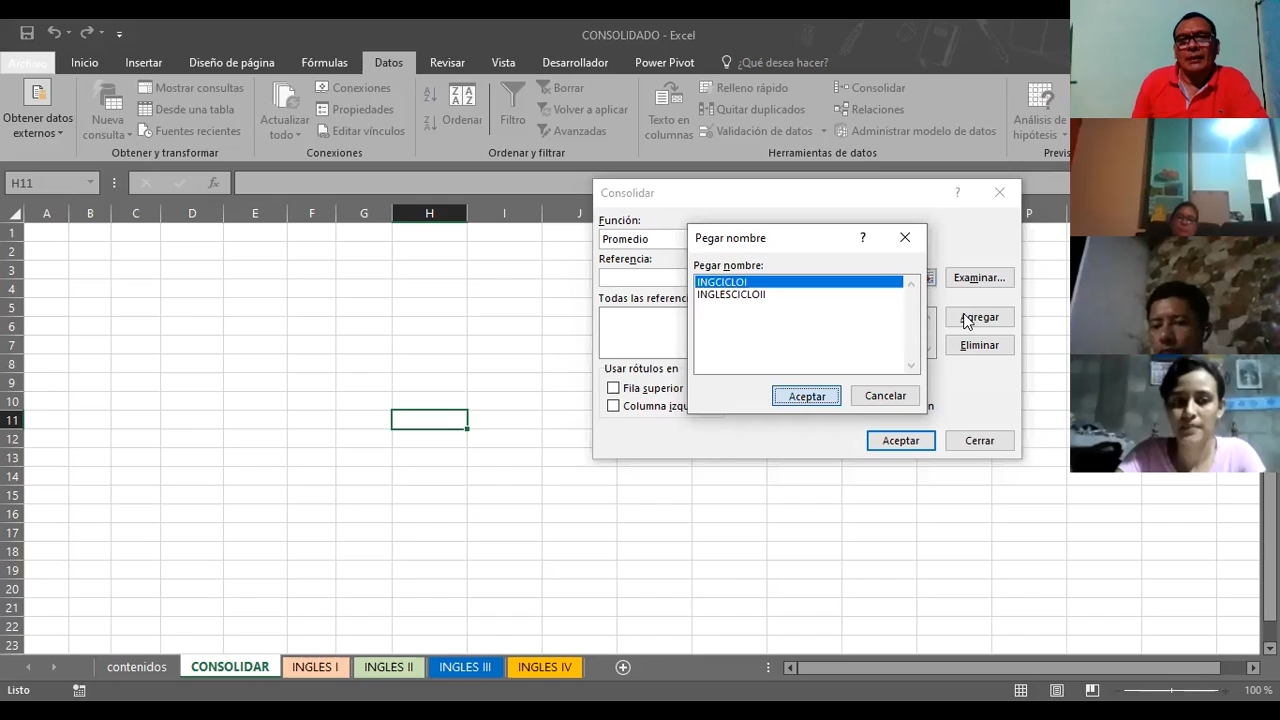 CONSOLIDADO - Excel
Archivo Inicio Insertar Diseño de página Fórmulas Datos Revisar Vista Desarrollador Power Pivot ¿Qué desea hacer?
Obtener datos externos
Nueva consulta
Mostrar consultas
Desde una tabla
Fuentes recientes
Obtener y transformar
Actualizar todo
Conexiones
Propiedades
Editar vínculos
Conexiones
Ordenar
Filtro
Borrar
Volver a aplicar
Avanzadas
Ordenar y filtrar
Texto en columnas
Relleno rápido
Quitar duplicados
Validación de datos
Consolidar
Relaciones
Administrar modelo de datos
Herramientas de datos
Análisis de
hipótesis
Previs
H11
fx
A B C D E F G H I J P
1
2
3
4
5
6
7
8
9
10
11
12
13
14
15
16
17
18
19
20
21
22
23
Consolidar ?
Función:
Promedio
Referencia:
Examinar...
Todas las referenc
Agregar
Eliminar
Usar rótulos en
Fila superior
Columna izqu
n
Aceptar Cerrar
Pegar nombre ?
Pegar nombre:
INGCICLOI
INGLESCICLOII
Aceptar Cancelar
contenidos CONSOLIDAR INGLES I INGLES II INGLES III INGLES IV
Listo
100 %